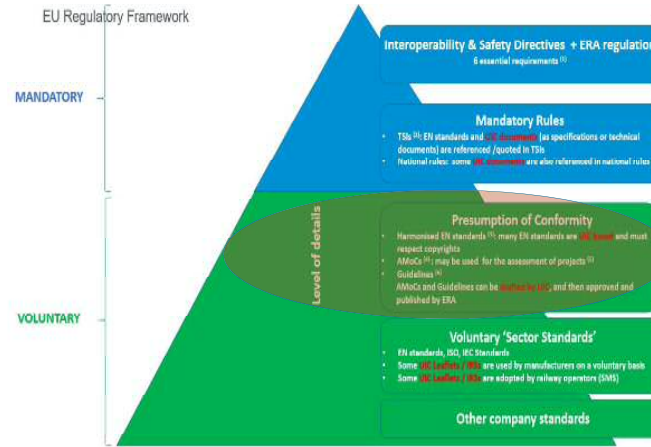 EU Regulatory Framework
Interoperability & Safety Directives + ERA regulation
6 essential requirements (1)
MANDATORY
Mandatory Rules
• TSIs (2): EN standards and UIC documents (as specifications or technical
documents) are referenced /quoted in TSIs
• National rules: some UIC documents are also referenced in national rules
Level of details
Presumption of Conformity
• Harmonised EN standards (3): many EN standards are UIC based and must
respect copyrights
• AMoCs (4): may be used for the assessment of projects (5)
• Guidelines (6)
AMoCs and Guidelines can be drafted by UIC, and then approved and
published by ERA
VOLUNTARY
Voluntary 'Sector Standards'
• EN standards, ISO, IEC Standards
• Some UIC Leaflets / IRSs are used by manufacturers on a voluntary basis
• Some UIC Leaflets / IRSs are adopted by railway operators (SMS)
Other company standards